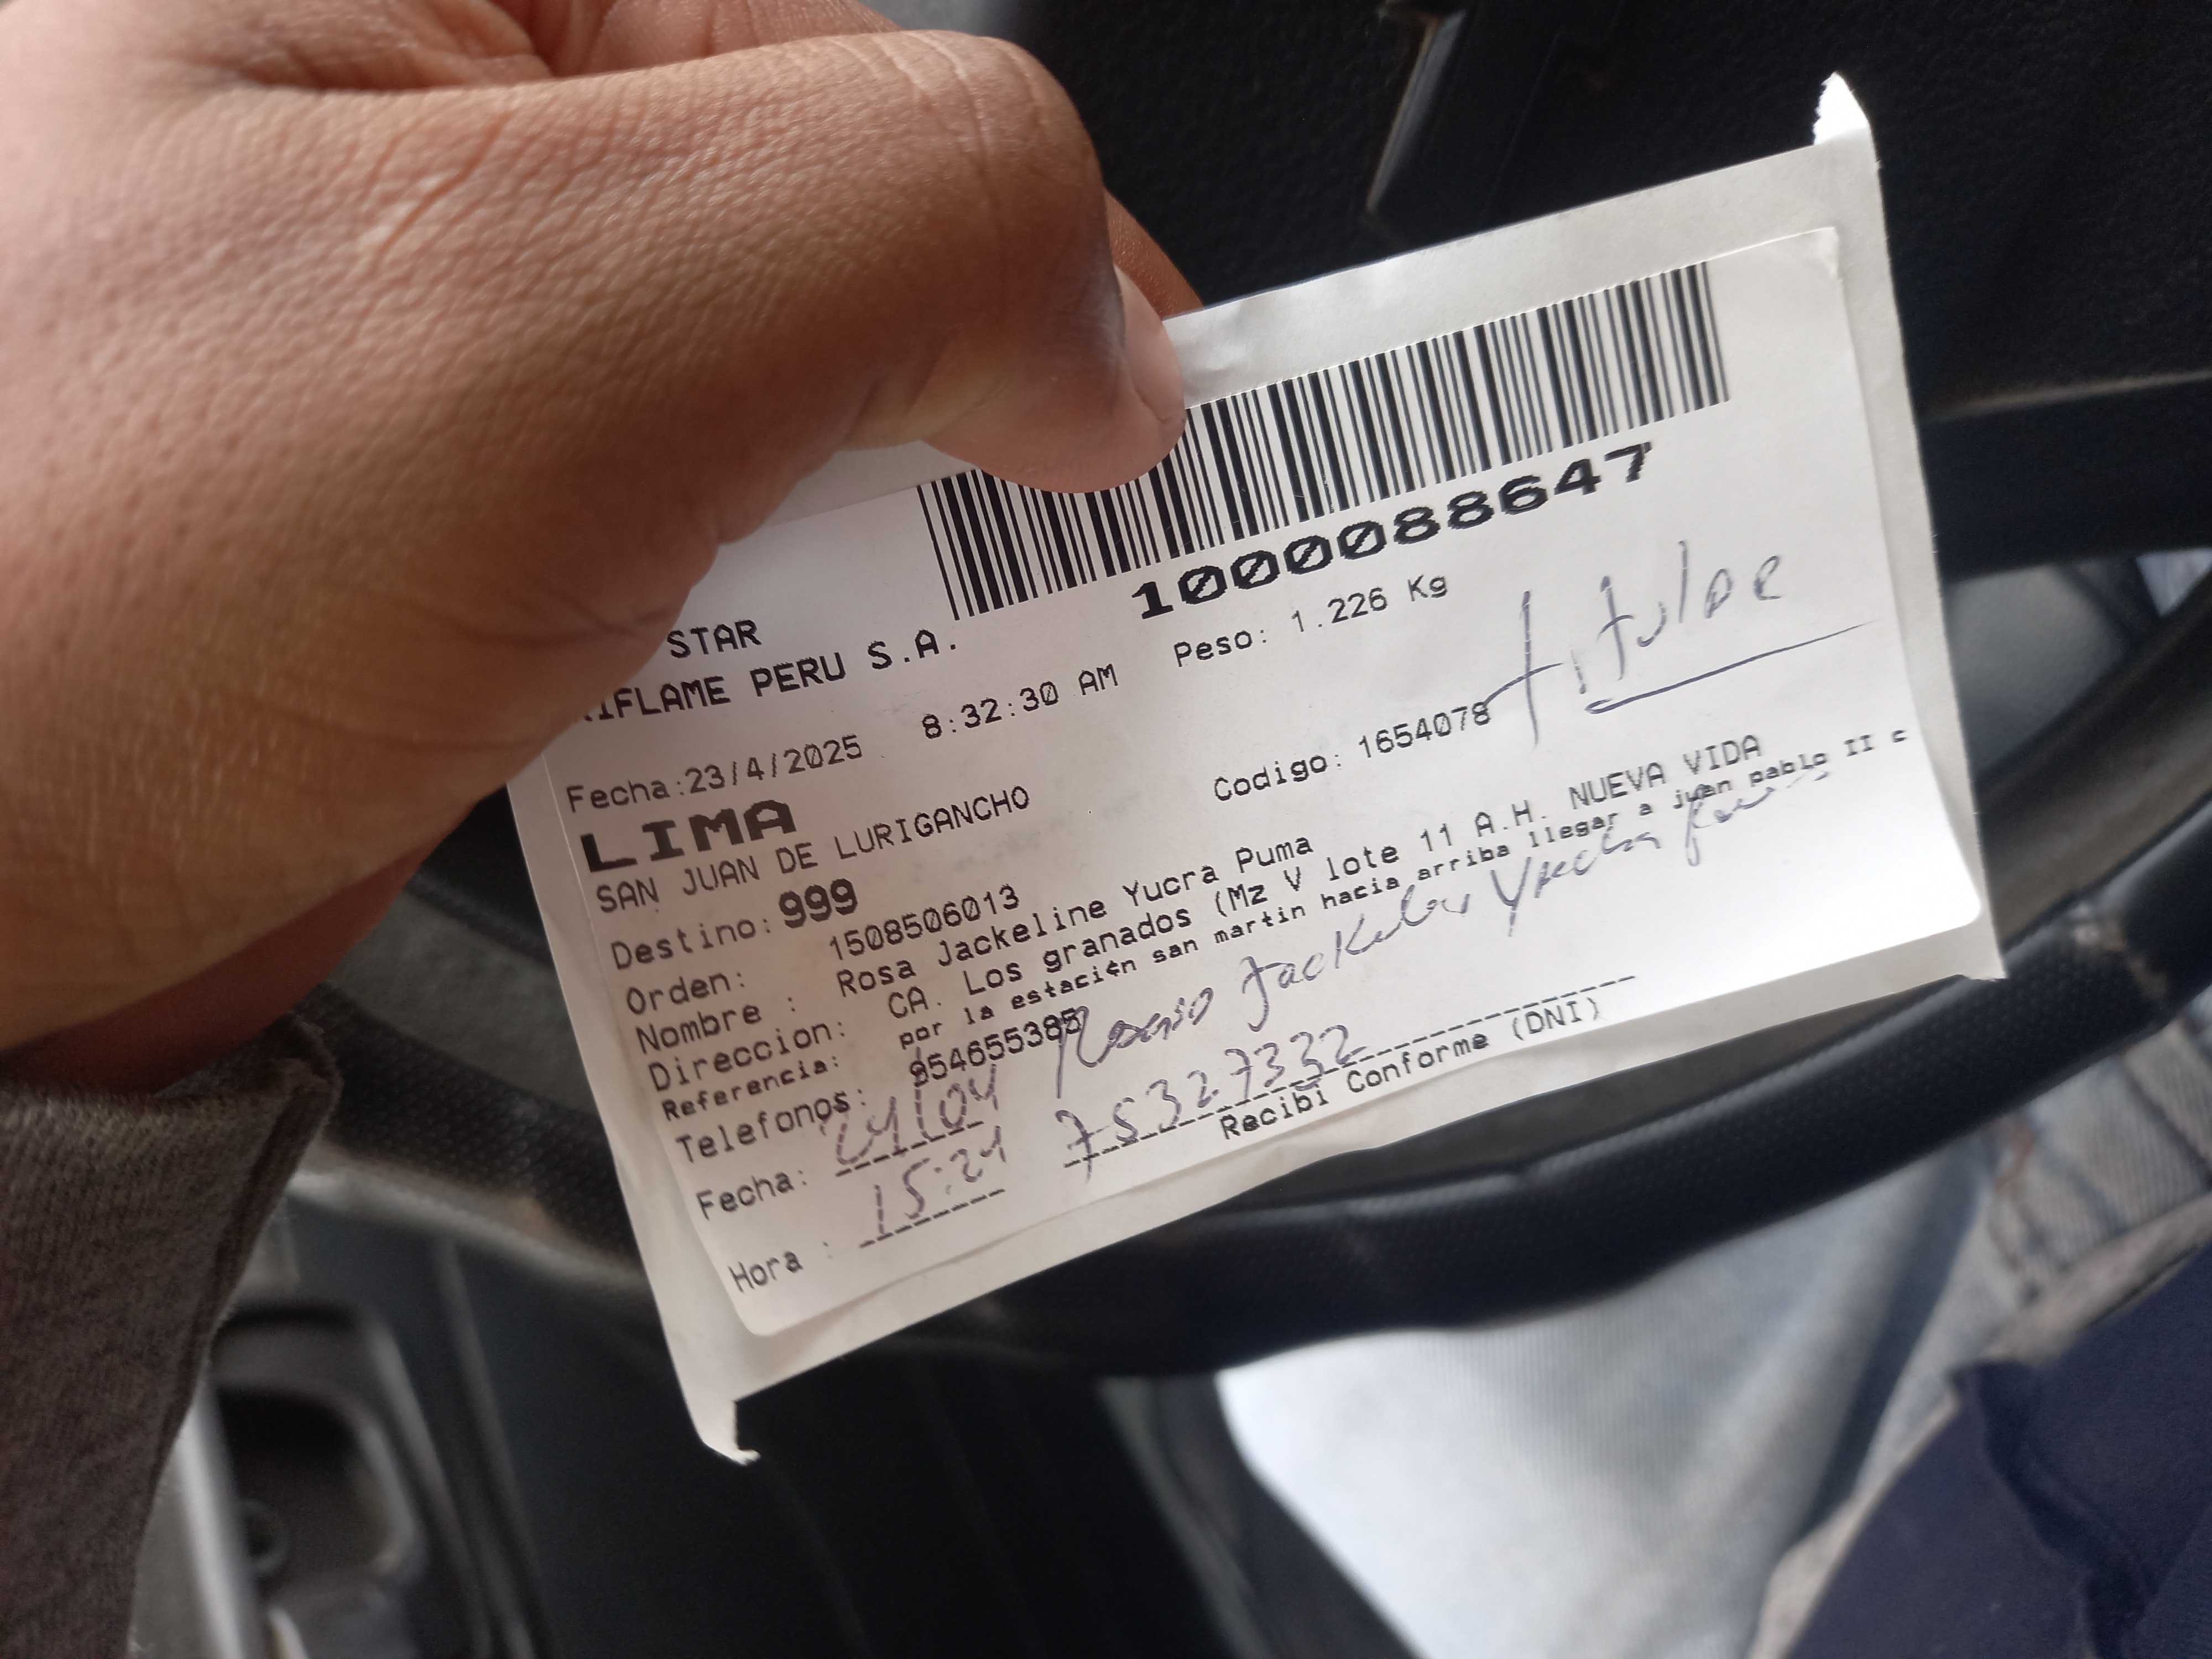 1000088647
STAR
IFLAME PERU S.A.
Peso: 1.226 Kg
Fecha:23/4/2025 8:32:30 AM
titular
LIMA
SAN JUAN DE LURIGANCHO
Codigo: 1654078
Destino: 999
Orden: 1508506013
Nombre : Rosa Jackeline Yucra Puma
Direccion: CA. Los granados (Mz V lote 11 A.H. NUEVA VIDA
Referencia: por la estaci¢n san martin hacia arriba llegar a juan pablo II c
Telefonos: 954655385
Jackeline Yucra Puma
Fecha: 24/04
75327332
Hora : 15:24
Recibi Conforme (DNI)